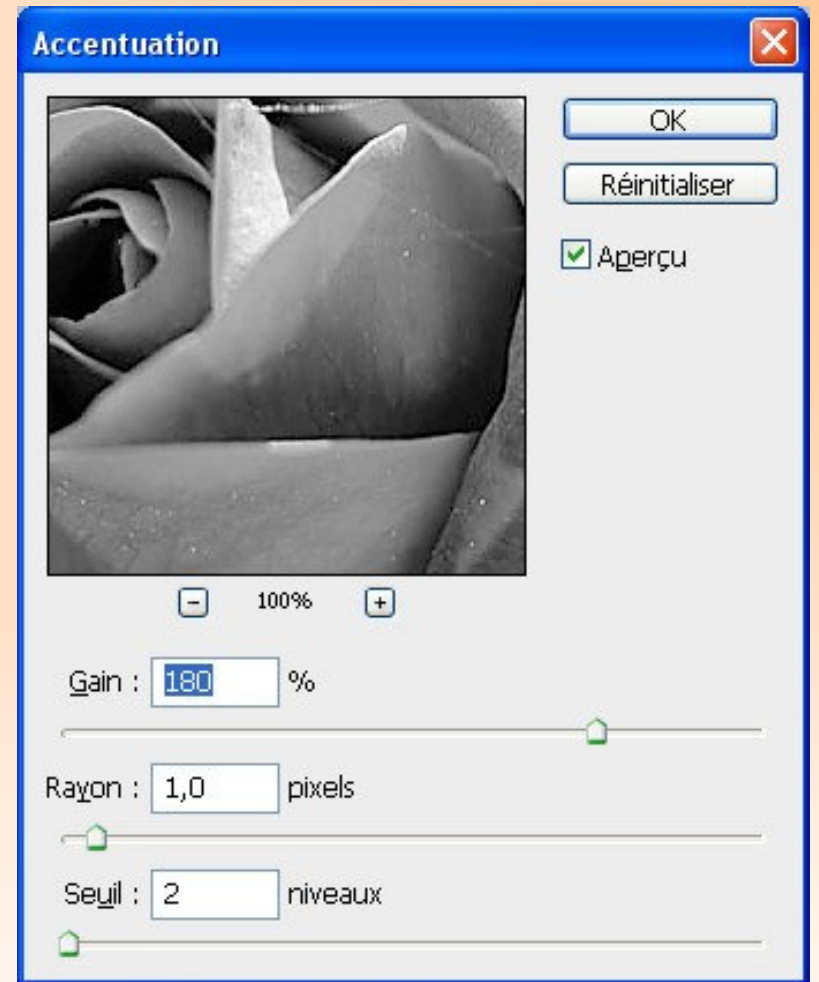 Accentuation
OK
Réinitialiser
Aperçu
- 100% +
Gain : 180 %
Rayon : 1,0 pixels
Seuil : 2 niveaux